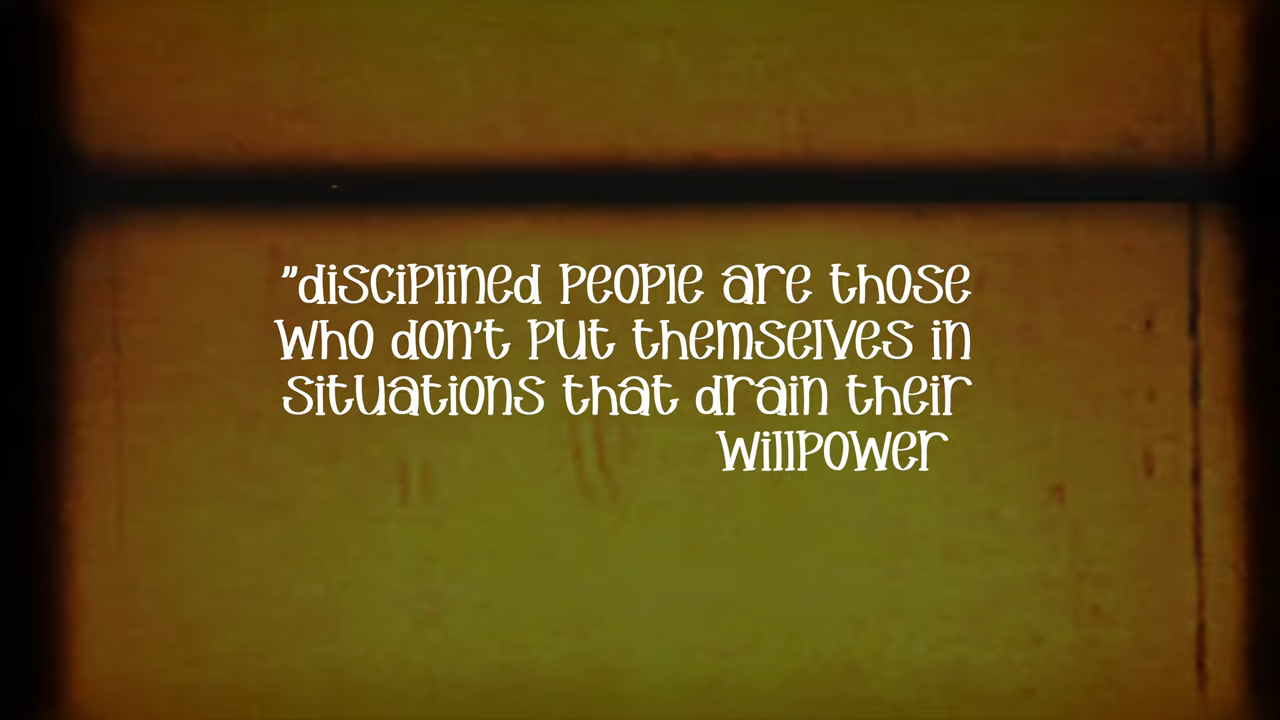 "disciplined people are those
who don't put themselves in
situations that drain their
willpower